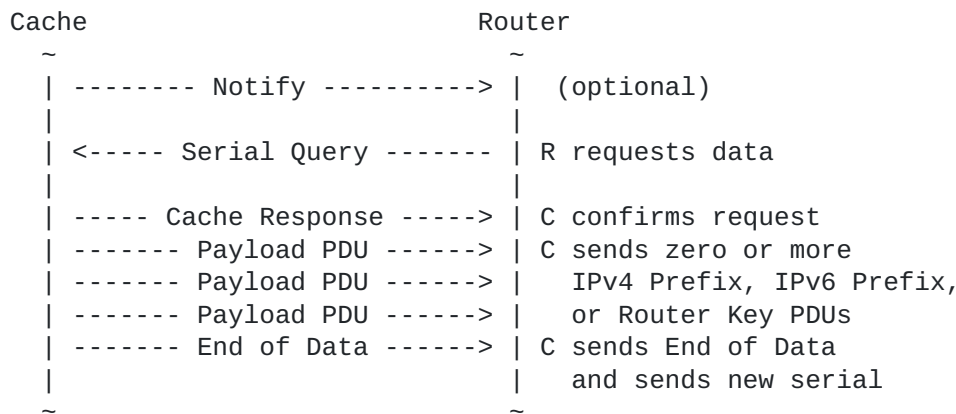 Cache                         Router
  ~                             ~
  | -------- Notify ----------> |  (optional)
  |                             |
  | <----- Serial Query ------- | R requests data
  |                             |
  | ----- Cache Response -----> | C confirms request
  | ------- Payload PDU ------> | C sends zero or more
  | ------- Payload PDU ------> |   IPv4 Prefix, IPv6 Prefix,
  | ------- Payload PDU ------> |   or Router Key PDUs
  | ------- End of Data ------> | C sends End of Data
  |                             |   and sends new serial
  ~                             ~